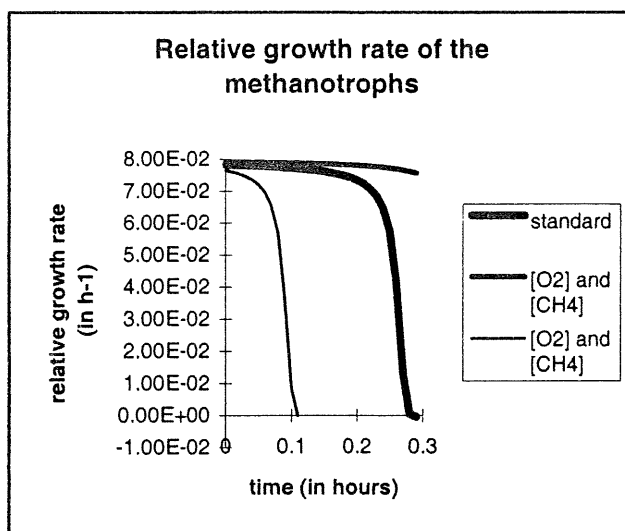 Relative growth rate of the
methanotrophs
8.00E-02
7.00E-02
6.00E-02
5.00E-02
4.00E-02
3.00E-02
2.00E-02
1.00E-02
0.00E+00
-1.00E-02
relative growth rate
(in h-1)
0
0.1
0.2
0.3
time (in hours)
standard
[O2] and
[CH4]
[O2] and
[CH4]